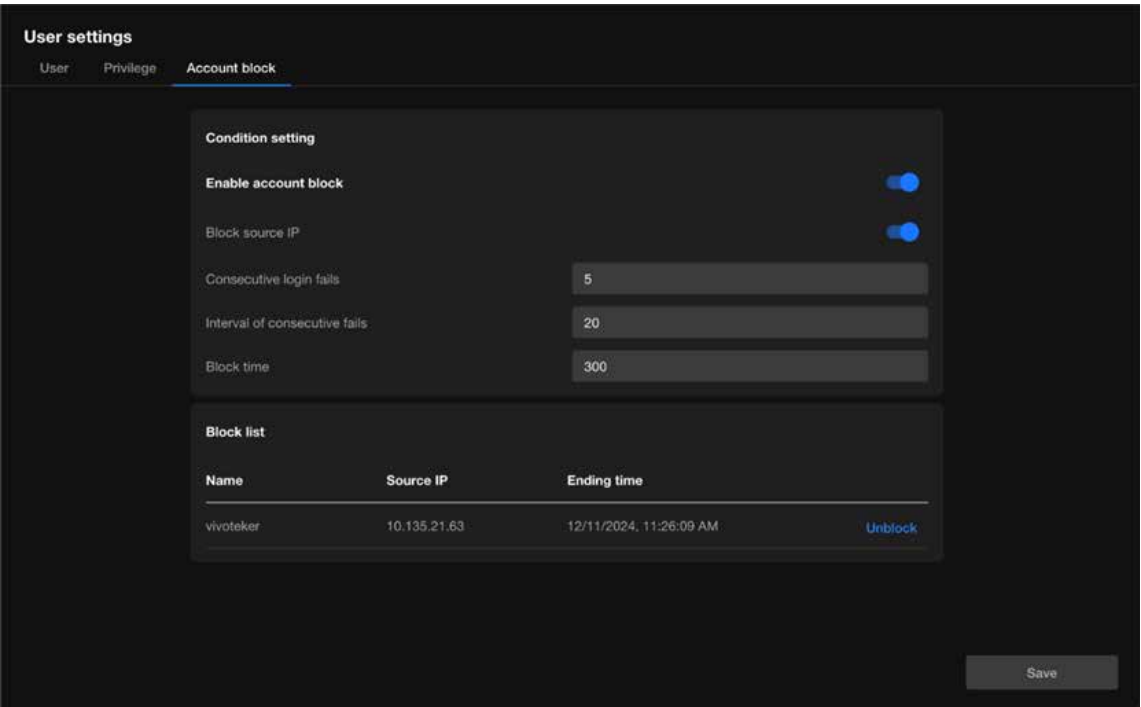 User settings
User Privilege Account block
Condition setting
Enable account block
Block source IP
Consecutive login fails 5
Interval of consecutive fails 20
Block time 300
Block list
Name Source IP Ending time
vivoteker 10.135.21.63 12/11/2024, 11:26:09 AM Unblock
Save